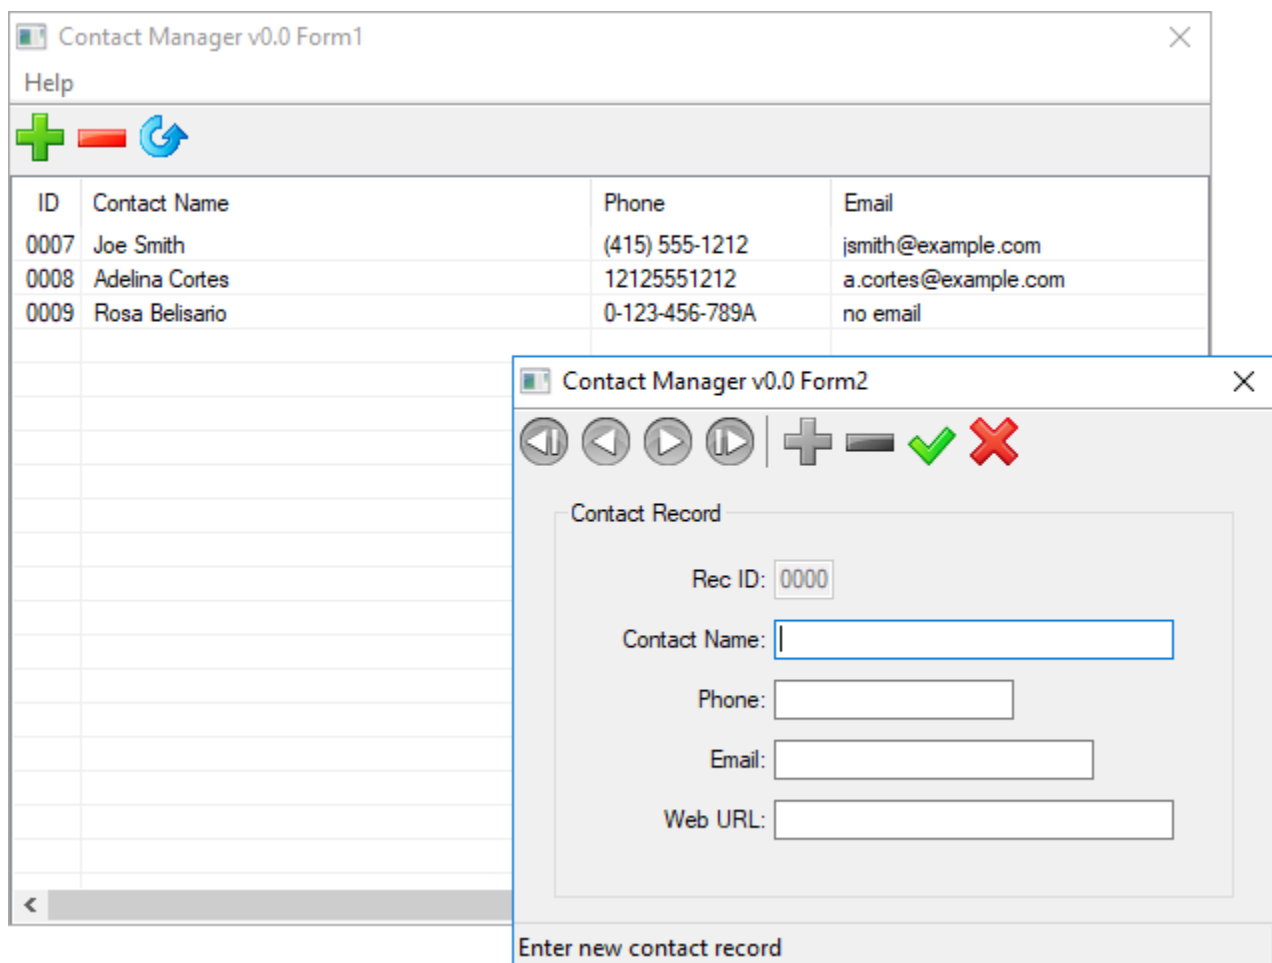 Contact Manager v0.0 Form1
Help
ID Contact Name Phone Email
0007 Joe Smith (415) 555-1212 jsmith@example.com
0008 Adelina Cortes 12125551212 a.cortes@example.com
0009 Rosa Belisario 0-123-456-789A no email
Contact Manager v0.0 Form2
Contact Record
Rec ID: 0000
Contact Name:
Phone:
Email:
Web URL:
Enter new contact record